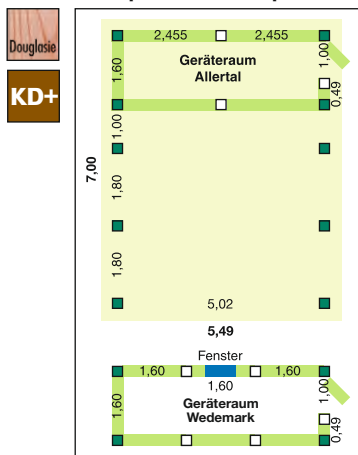 Douglasie
KD+
2,455
2,455
Geräteraum
Allertal
1,60
1,00
0,49
1,00
7,00
1,80
1,80
5,02
5,49
Fenster
1,60
1,60
1,60
1,60
1,00
Geräteraum
Wedemark
0,49